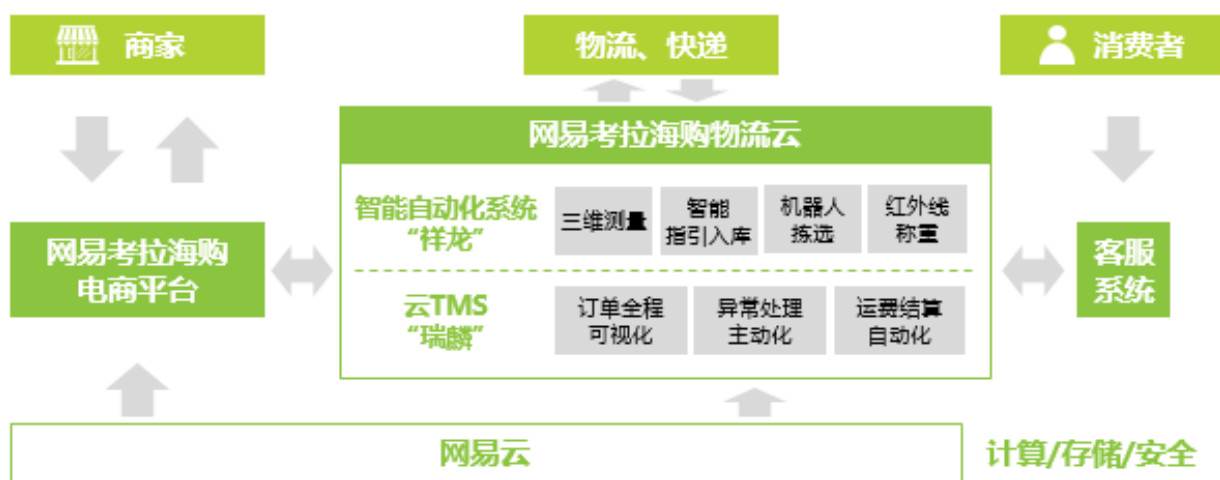 商家
物流、快递
消费者
网易考拉海购物流云
智能自动化系统
“祥龙”
三维测量
智能
指引入库
机器人
拣选
红外线
称重
网易考拉海购
电商平台
客服
系统
云TMS
“瑞麟”
订单全程
可视化
异常处理
主动化
运费结算
自动化
网易云
计算/存储/安全